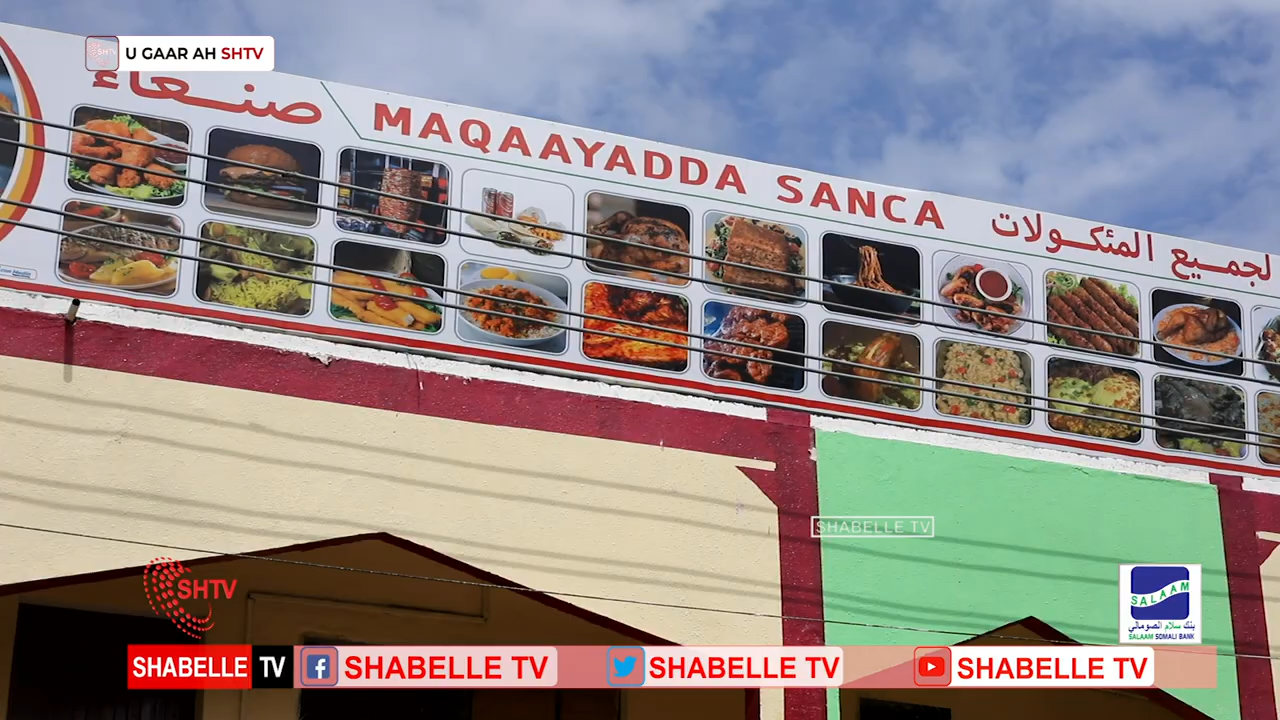 U GAAR AH SHTV
صنعاء
MAQAAYADDA SANCA
لجميع المئكولات
SHABELLE TV
SHTV
SALAAM
بنك سلام الصومالي
SALAAM SOMALI BANK
SHABELLE TV
SHABELLE TV
SHABELLE TV
SHABELLE TV